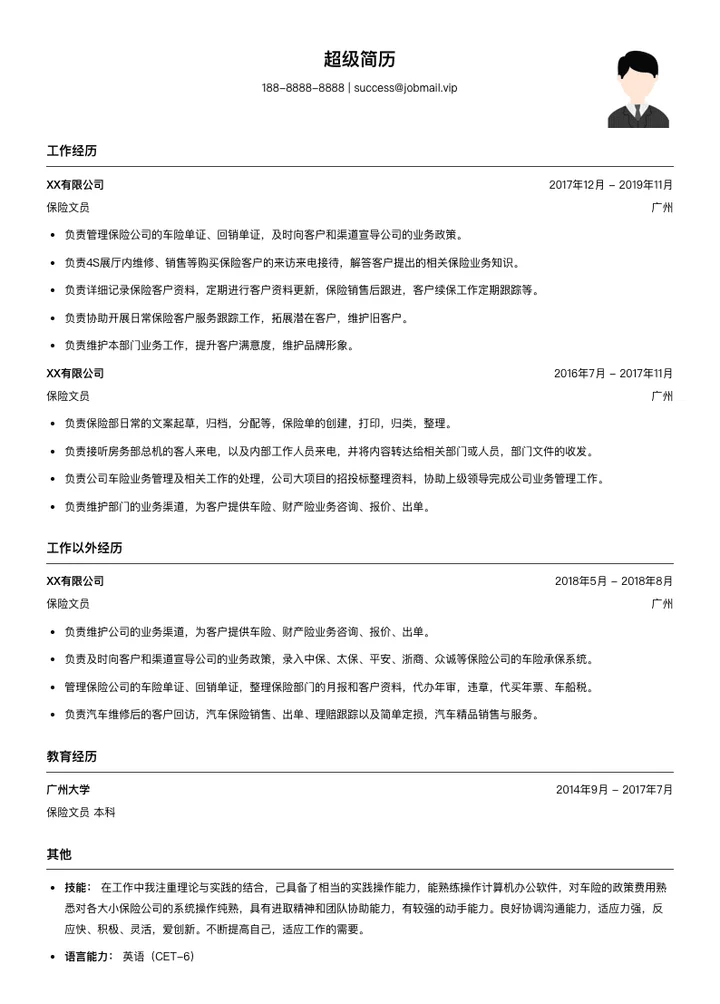 超级简历
188-8888-8888 | success@jobmail.vip
工作经历
XX有限公司 2017年12月 – 2019年11月
保险文员 广州
• 负责管理保险公司的车险单证、回销单证，及时向客户和渠道宣导公司的业务政策。
• 负责4S展厅内维修、销售等购买保险客户的来访来电接待，解答客户提出的相关保险业务知识。
• 负责详细记录保险客户资料，定期进行客户资料更新，保险销售后跟进，客户续保工作定期跟踪等。
• 负责协助开展日常保险客户服务跟踪工作，拓展潜在客户，维护旧客户。
• 负责维护本部门业务工作，提升客户满意度，维护品牌形象。
XX有限公司 2016年7月 – 2017年11月
保险文员 广州
• 负责保险部日常的文案起草，归档，分配等，保险单的创建，打印，归类，整理。
• 负责接听房务部总机的客人来电，以及内部工作人员来电，并将内容转达给相关部门或人员，部门文件的收发。
• 负责公司车险业务管理及相关工作的处理，公司大项目的招投标整理资料，协助上级领导完成公司业务管理工作。
• 负责维护部门的业务渠道，为客户提供车险、财产险业务咨询、报价、出单。
工作以外经历
XX有限公司 2018年5月 – 2018年8月
保险文员 广州
• 负责维护公司的业务渠道，为客户提供车险、财产险业务咨询、报价、出单。
• 负责及时向客户和渠道宣导公司的业务政策，录入中保、太保、平安、浙商、众诚等保险公司的车险承保系统。
• 管理保险公司的车险单证、回销单证，整理保险部门的月报和客户资料，代办年审，违章，代买年票、车船税。
• 负责汽车维修后的客户回访，汽车保险销售、出单、理赔跟踪以及简单定损，汽车精品销售与服务。
教育经历
广州大学 2014年9月 – 2017年7月
保险文员 本科
其他
• 技能： 在工作中我注重理论与实践的结合，己具备了相当的实践操作能力，能熟练操作计算机办公软件，对车险的政策费用熟
悉对各大小保险公司的系统操作纯熟，具有进取精神和团队协助能力，有较强的动手能力。良好协调沟通能力，适应力强，反
应快、积极、灵活，爱创新。不断提高自己，适应工作的需要。
• 语言能力： 英语（CET-6）